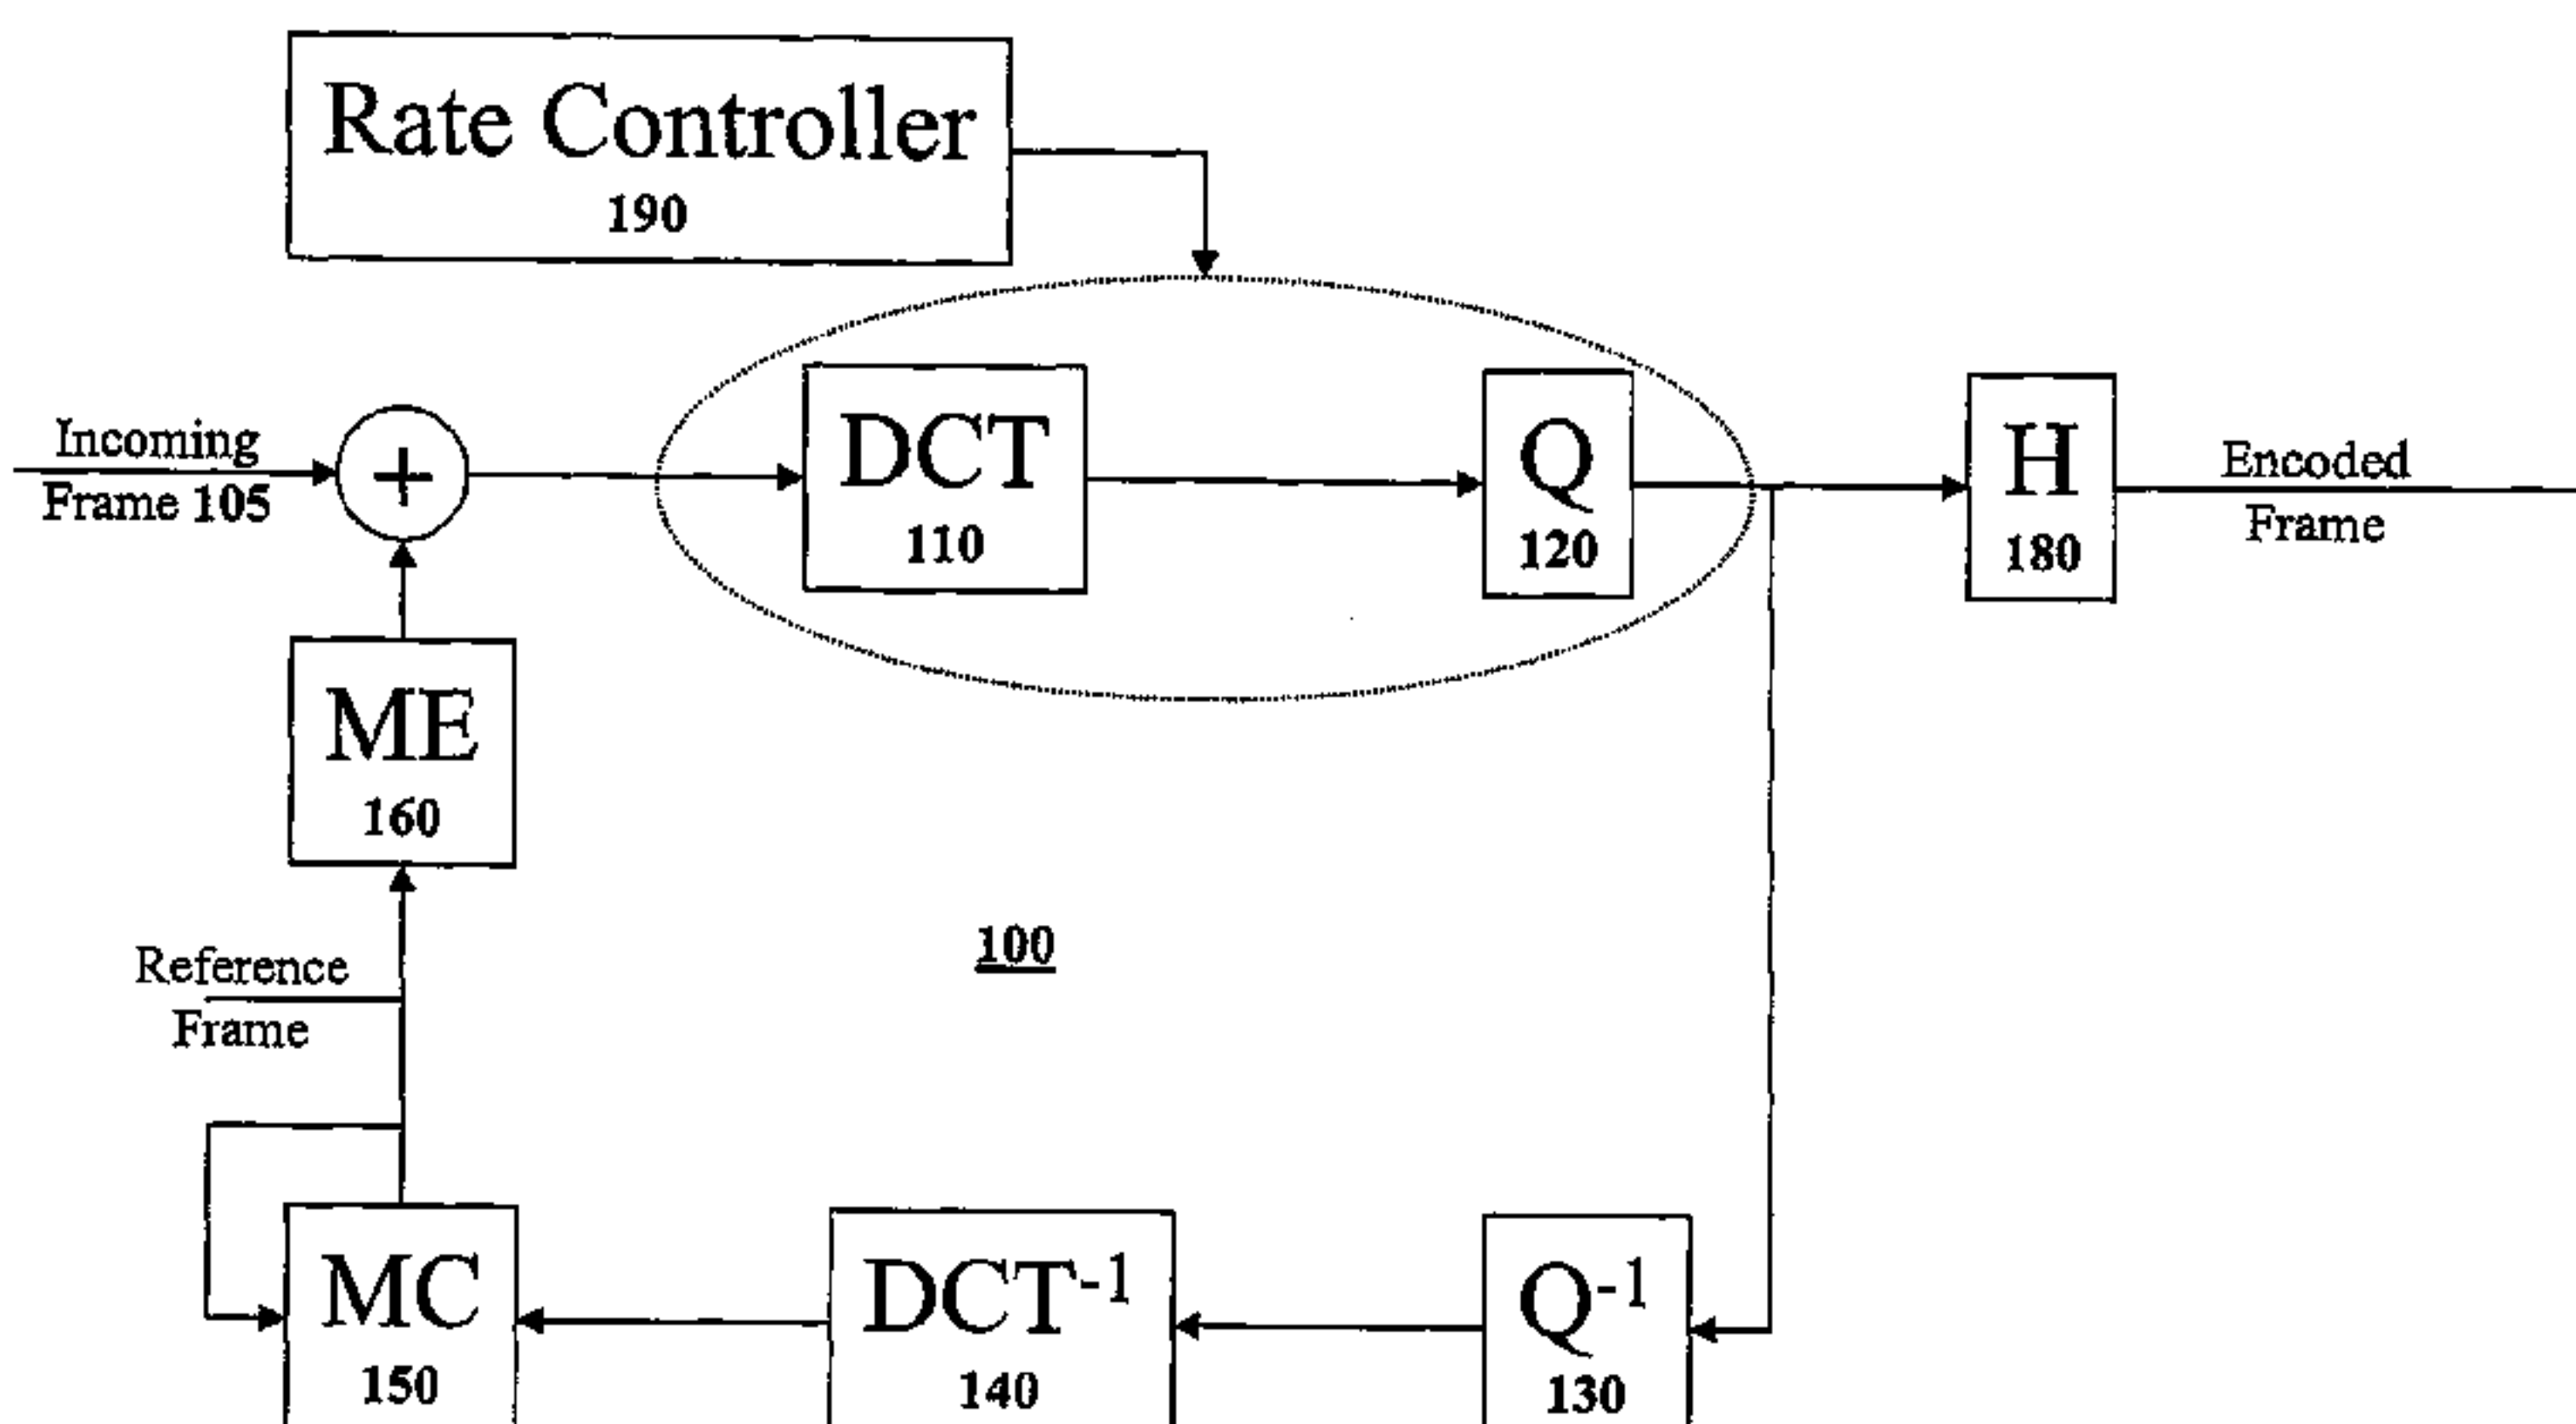 Rate Controller
190
Incoming
Frame 105
+
DCT
110
Q
120
H
180
Encoded
Frame
ME
160
100
Reference
Frame
MC
150
DCT-1
140
Q-1
130